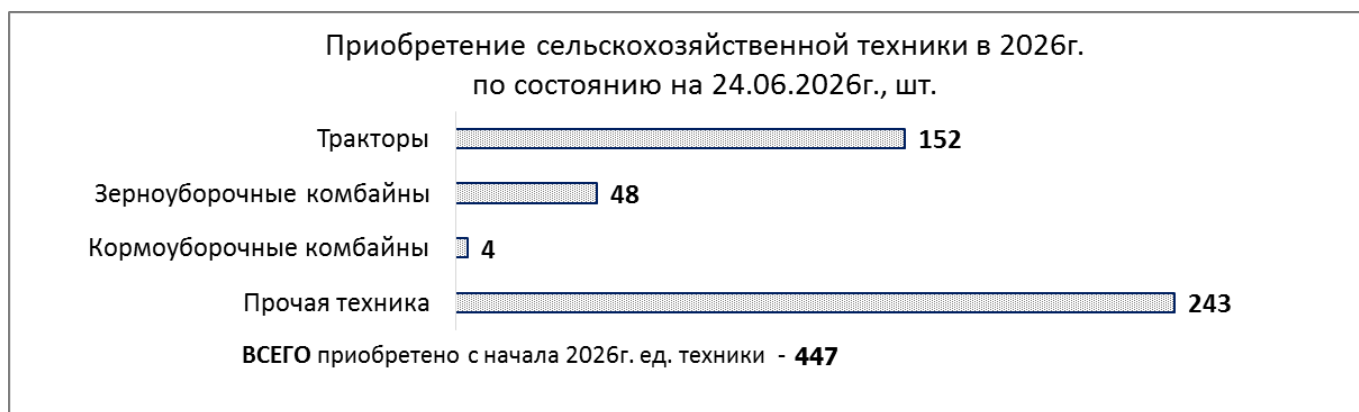 Приобретение сельскохозяйственной техники в 2026г.
по состоянию на 24.06.2026г., шт.
Тракторы 152
Зерноуборочные комбайны 48
Кормоуборочные комбайны 4
Прочая техника 243
ВСЕГО приобретено с начала 2026г. ед. техники - 447